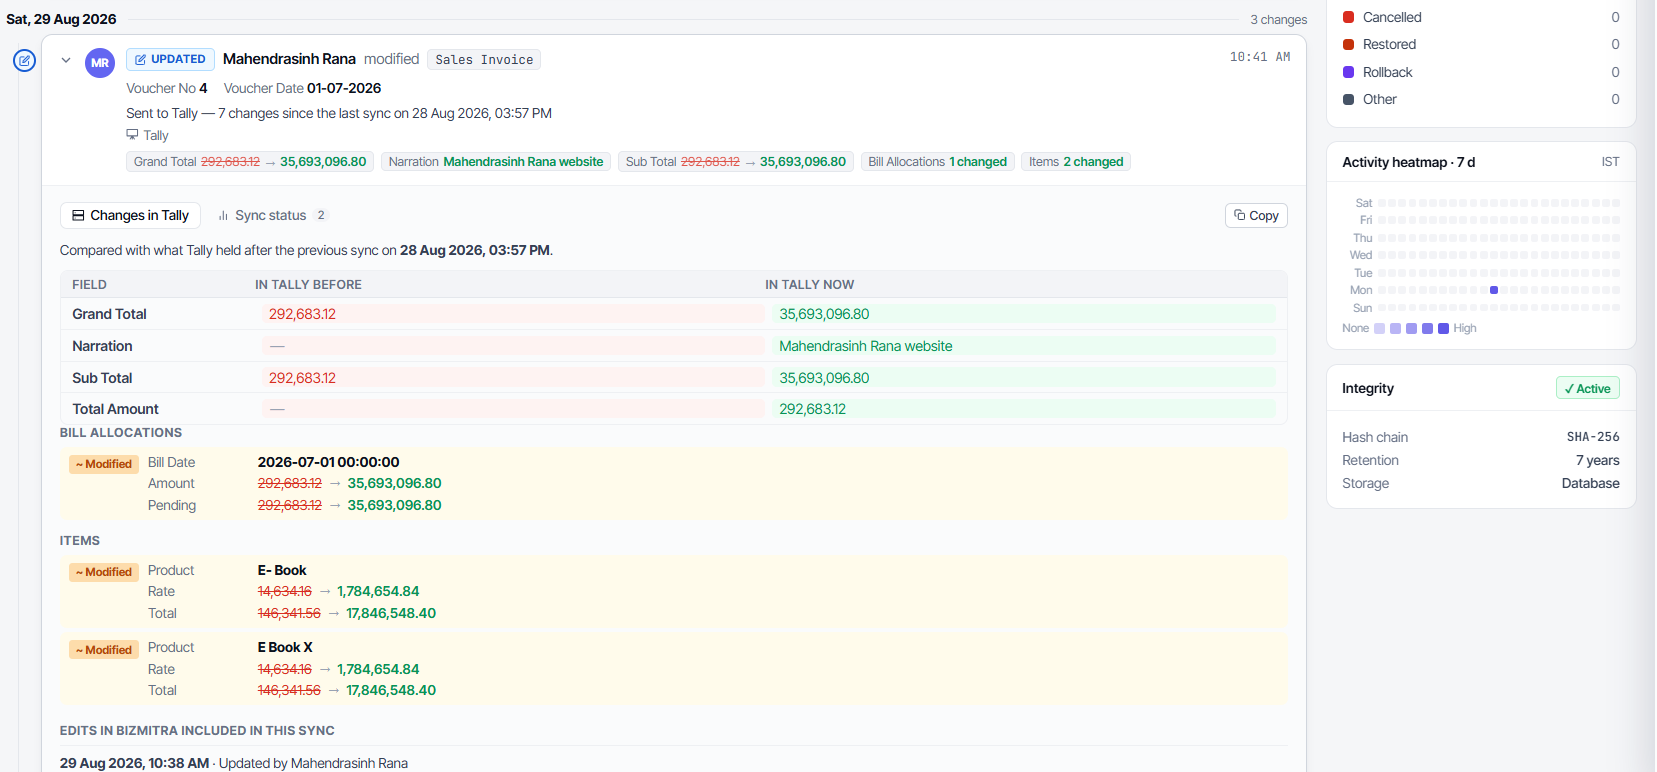 Sat, 29 Aug 2026
3 changes
MR
UPDATED Mahendrasinh Rana modified Sales Invoice
10:41 AM
Voucher No 4 Voucher Date 01-07-2026
Sent to Tally — 7 changes since the last sync on 28 Aug 2026, 03:57 PM
Tally
Grand Total 292,683.12 → 35,693,096.80 Narration Mahendrasinh Rana website Sub Total 292,683.12 → 35,693,096.80 Bill Allocations 1 changed Items 2 changed
Changes in Tally Sync status 2
Copy
Compared with what Tally held after the previous sync on 28 Aug 2026, 03:57 PM.
FIELD IN TALLY BEFORE IN TALLY NOW
Grand Total 292,683.12 35,693,096.80
Narration — Mahendrasinh Rana website
Sub Total 292,683.12 35,693,096.80
Total Amount — 292,683.12
BILL ALLOCATIONS
~ Modified Bill Date 2026-07-01 00:00:00
Amount 292,683.12 → 35,693,096.80
Pending 292,683.12 → 35,693,096.80
ITEMS
~ Modified Product E- Book
Rate 14,634.16 → 1,784,654.84
Total 146,341.56 → 17,846,548.40
~ Modified Product E Book X
Rate 14,634.16 → 1,784,654.84
Total 146,341.56 → 17,846,548.40
EDITS IN BIZMITRA INCLUDED IN THIS SYNC
29 Aug 2026, 10:38 AM · Updated by Mahendrasinh Rana
Cancelled 0
Restored 0
Rollback 0
Other 0
Activity heatmap · 7 d IST
Sat
Fri
Thu
Wed
Tue
Mon
Sun
None High
Integrity ✓ Active
Hash chain SHA-256
Retention 7 years
Storage Database